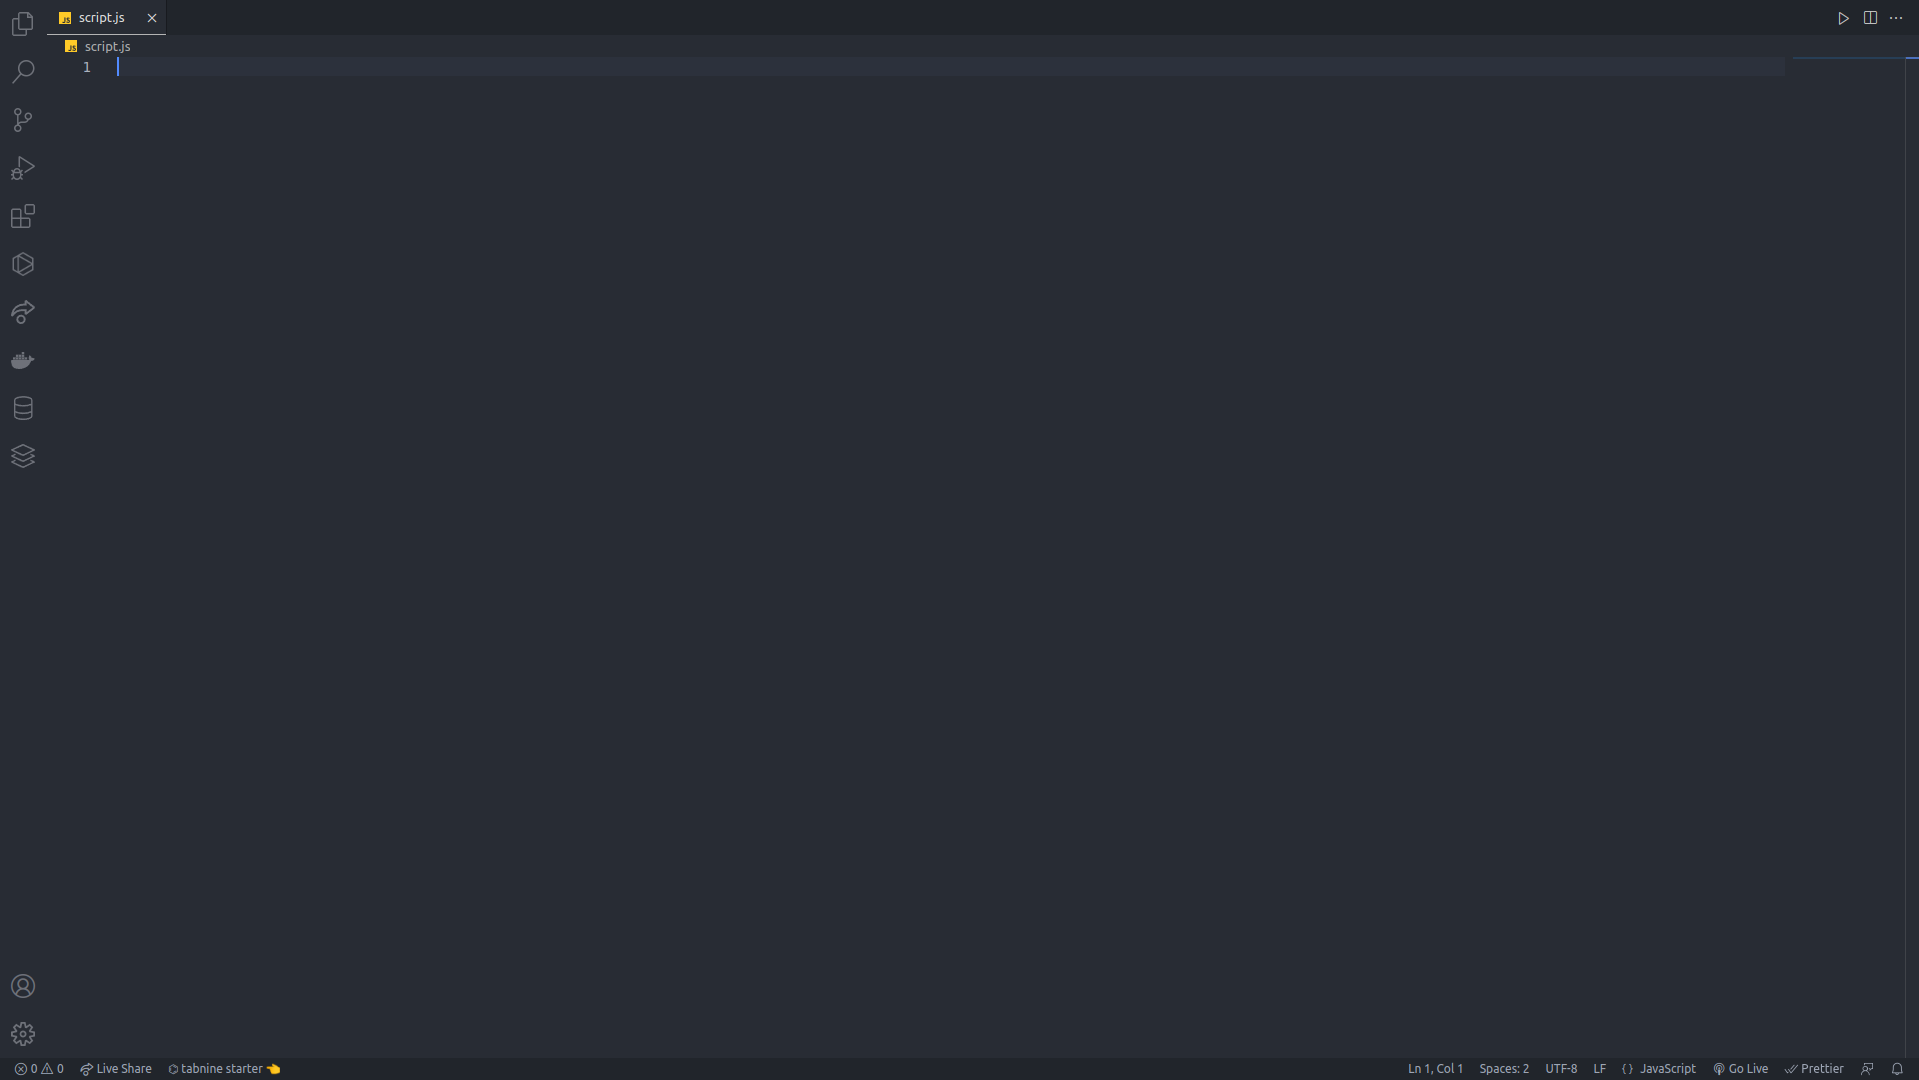 JS script.js
JS script.js
1
0 0 Live Share tabnine starter
Ln 1, Col 1 Spaces: 2 UTF-8 LF {} JavaScript Go Live Prettier